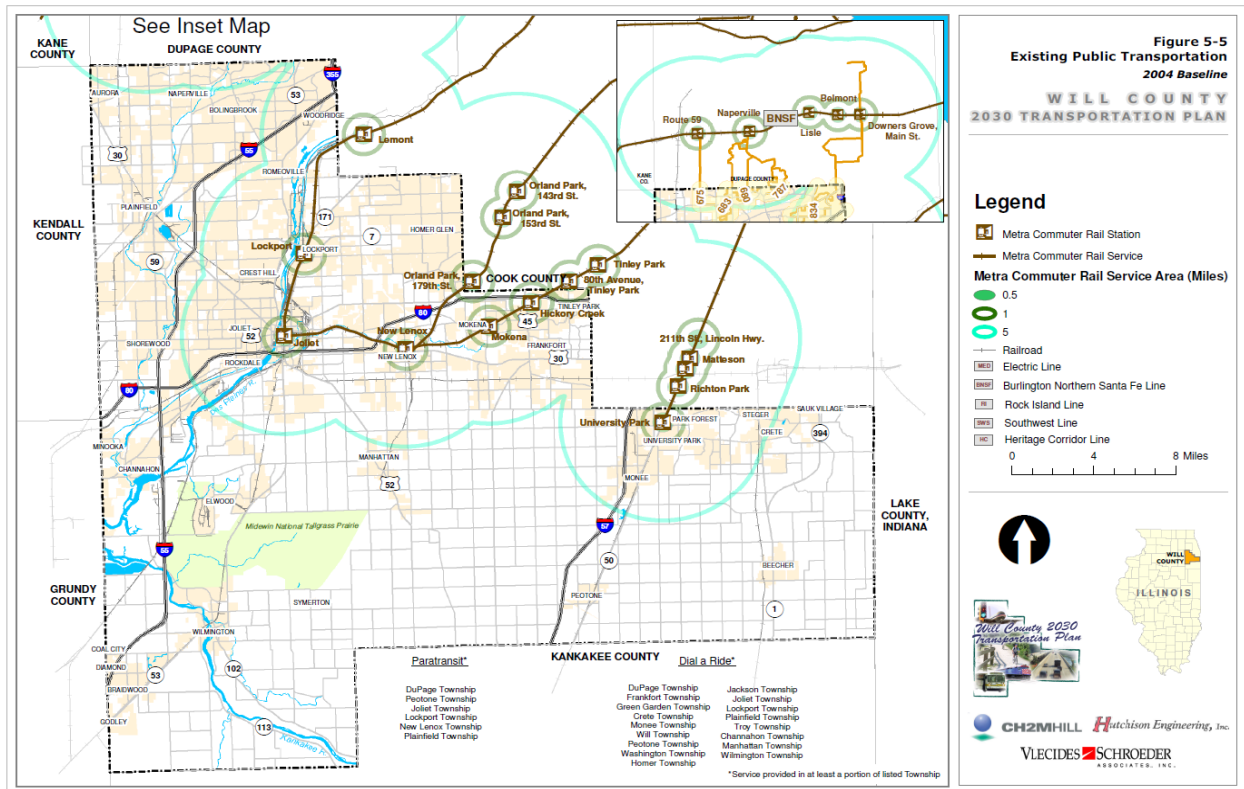 See Inset Map
KANE
COUNTY
DUPAGE COUNTY
355
AURORA
NAPERVILLE
53
BOLINGBROOK
WOODRIDGE
30
55
Lemont
ROMEOVILLE
PLAINFIELD
171
KENDALL
COUNTY
7
HOMER GLEN
Orland Park,
143rd St.
Orland Park,
153rd St.
59
Lockport
LOCKPORT
CREST HILL
Orland Park,
179th St.
COOK COUNTY
Tinley Park
80th Avenue,
Tinley Park
TINLEY PARK
Hickory Creek
80
45
MOKENA
Mokena
JOLIET
52
Joliet
New Lenox
NEW LENOX
FRANKFORT
30
SHOREWOOD
ROCKDALE
80
Des Plaines R.
211th St., Lincoln Hwy.
Matteson
Richton Park
University Park
PARK FOREST
STEGER
SAUK VILLAGE
CRETE
394
UNIVERSITY PARK
MINOOKA
CHANNAHON
MANHATTAN
52
MONEE
ELWOOD
Midewin National Tallgrass Prairie
57
LAKE
COUNTY,
INDIANA
55
50
BEECHER
GRUNDY
COUNTY
SYMERTON
PEOTONE
1
WILMINGTON
COAL CITY
DIAMOND
53
102
BRAIDWOOD
GODLEY
113
Kankakee R.
KANKAKEE COUNTY
Paratransit*
DuPage Township
Peotone Township
Joliet Township
Lockport Township
New Lenox Township
Plainfield Township
Dial a Ride*
DuPage Township
Frankfort Township
Green Garden Township
Crete Township
Monee Township
Will Township
Peotone Township
Washington Township
Homer Township
Jackson Township
Joliet Township
Lockport Township
Plainfield Township
Troy Township
Channahon Township
Manhattan Township
Wilmington Township
*Service provided in at least a portion of listed Township
Route 59
Naperville
BNSF
Belmont
Lisle
Downers Grove,
Main St.
KANE
CO.
DUPAGE COUNTY
675
683
680
787
834
Figure 5-5
Existing Public Transportation
2004 Baseline
WILL COUNTY
2030 TRANSPORTATION PLAN
Legend
Metra Commuter Rail Station
Metra Commuter Rail Service
Metra Commuter Rail Service Area (Miles)
0.5
1
5
Railroad
MED Electric Line
BNSF Burlington Northern Santa Fe Line
RI Rock Island Line
SWS Southwest Line
HC Heritage Corridor Line
0 4 8 Miles
WILL
COUNTY
ILLINOIS
Will County 2030
Transportation Plan
CH2MHILL
Hutchison Engineering, Inc.
VLECIDES SCHROEDER
ASSOCIATES, INC.